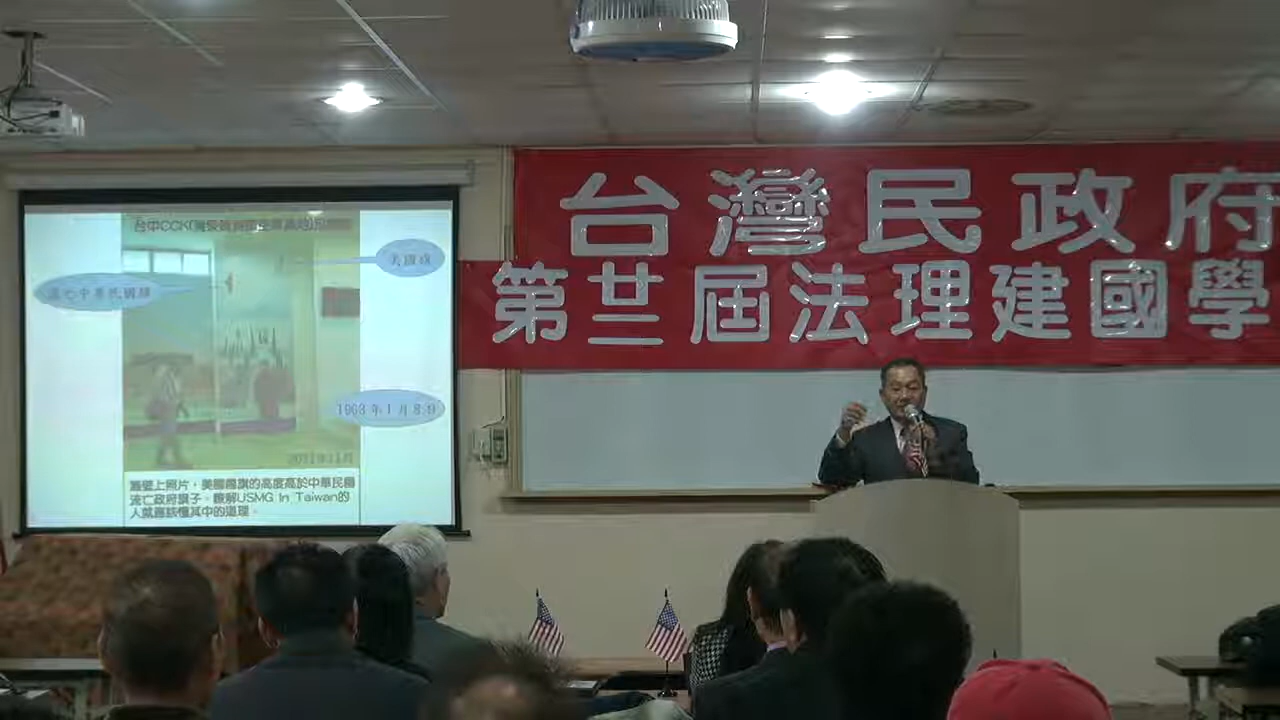 台灣民政府
第廿二屆法理建國學
美國旗
1963年1月8日
2011年11月
牆壁上照片，美國國旗的高度高於中華民國
流亡政府旗子。瞭解USMG In Taiwan的
人就應該懂其中的道理。